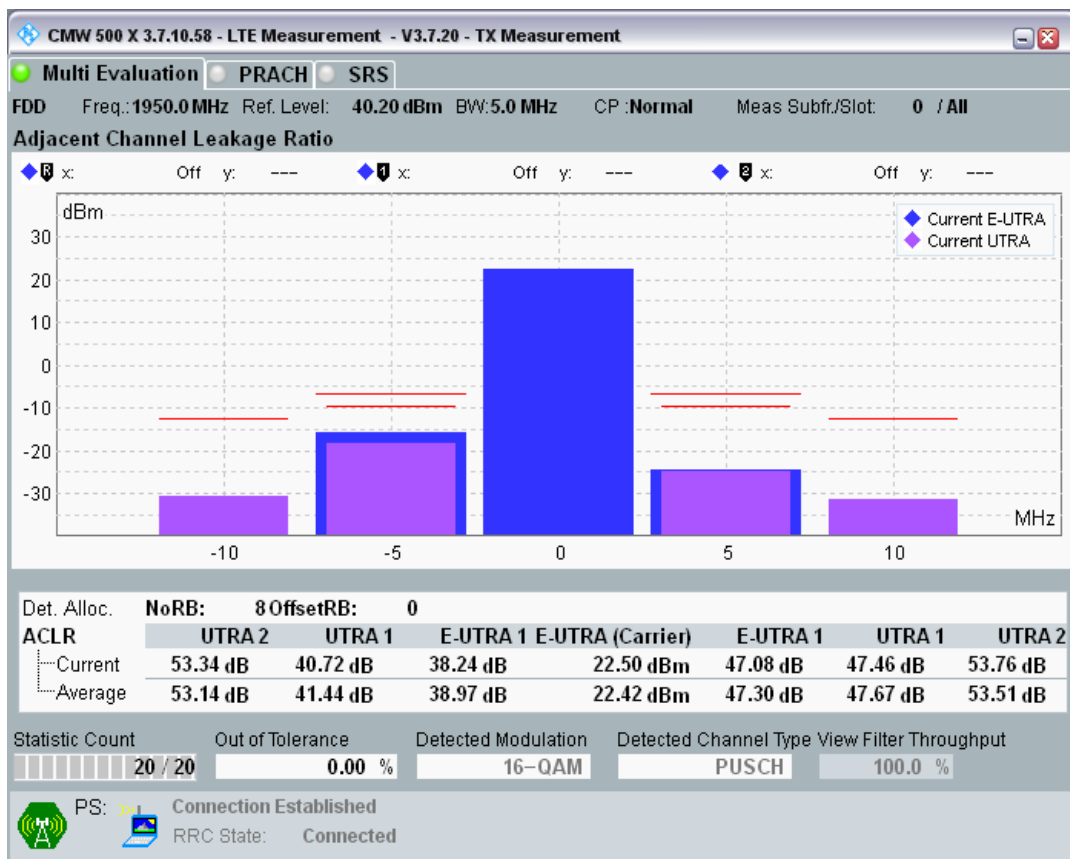 CMW 500 X 3.7.10.58 - LTE Measurement - V3.7.20 - TX Measurement
Multi Evaluation PRACH SRS
FDD Freq.: 1950.0 MHz Ref. Level: 40.20 dBm BW: 5.0 MHz CP : Normal Meas Subfr./Slot: 0 / All
Adjacent Channel Leakage Ratio
R x: Off y: --- 1 x: Off y: --- 2 x: Off y: ---
dBm
Current E-UTRA
Current UTRA
30
20
10
0
-10
-20
-30
MHz
-10 -5 0 5 10
Det. Alloc. NoRB: 8 OffsetRB: 0
ACLR UTRA 2 UTRA 1 E-UTRA 1 E-UTRA (Carrier) E-UTRA 1 UTRA 1 UTRA 2
Current 53.34 dB 40.72 dB 38.24 dB 22.50 dBm 47.08 dB 47.46 dB 53.76 dB
Average 53.14 dB 41.44 dB 38.97 dB 22.42 dBm 47.30 dB 47.67 dB 53.51 dB
Statistic Count Out of Tolerance Detected Modulation Detected Channel Type View Filter Throughput
20 / 20 0.00 % 16-QAM PUSCH 100.0 %
PS: Connection Established
RRC State: Connected